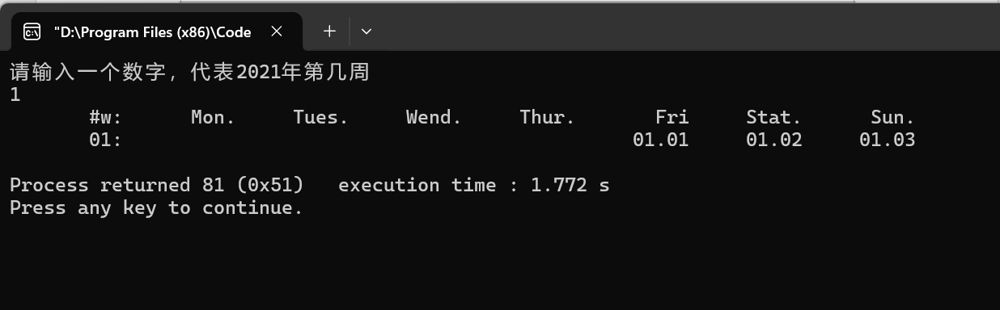 "D:\Program Files (x86)\Code
请输入一个数字，代表2021年第几周
1
#w: Mon. Tues. Wend. Thur. Fri Stat. Sun.
01: 01.01 01.02 01.03
Process returned 81 (0x51) execution time : 1.772 s
Press any key to continue.